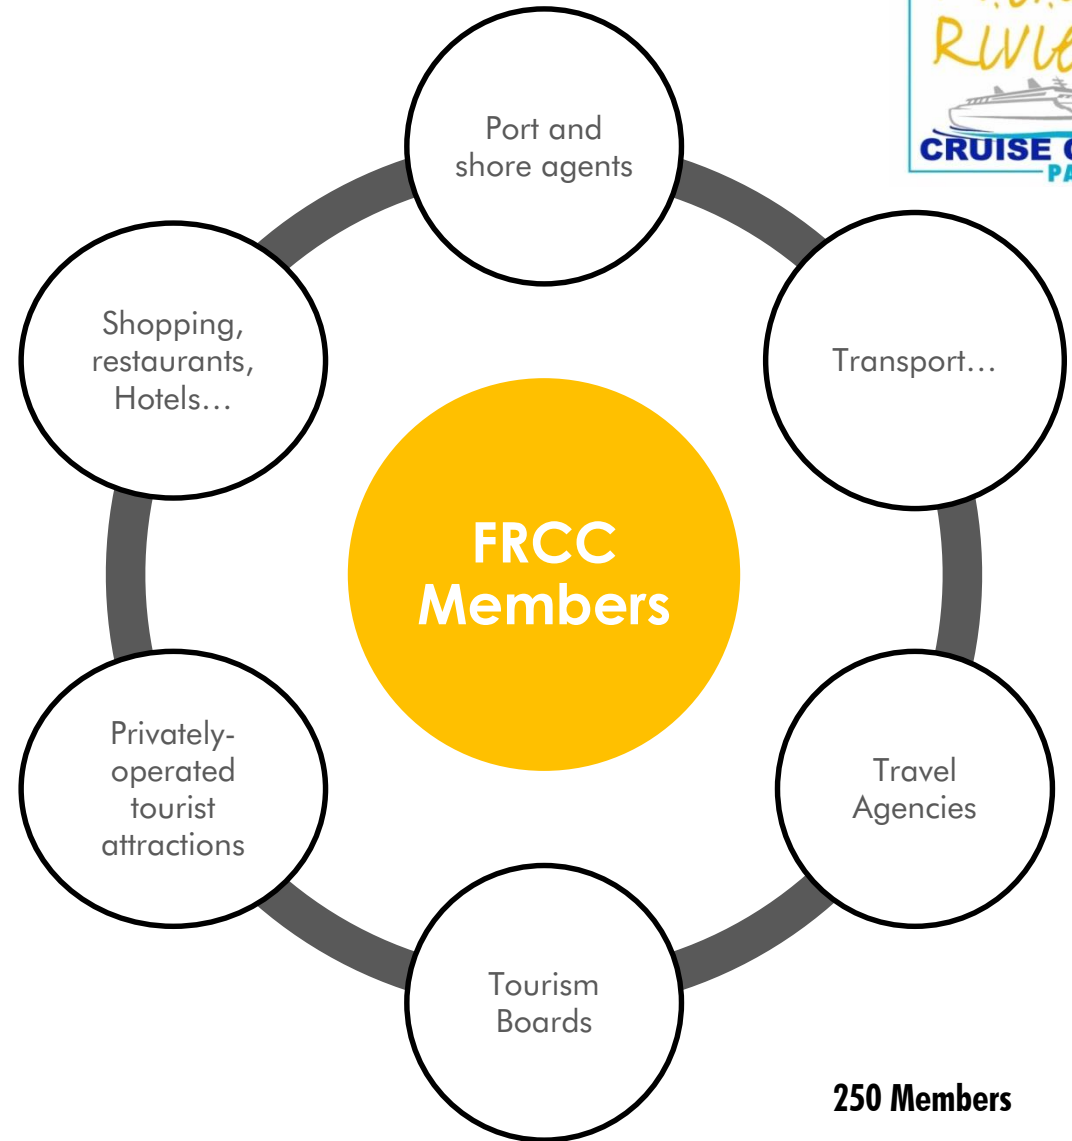 CRUISE
Port and
shore agents
Shopping,
restaurants,
Hotels...
Transport...
FRCC
Members
Privately-
operated
tourist
attractions
Travel
Agencies
Tourism
Boards
250 Members